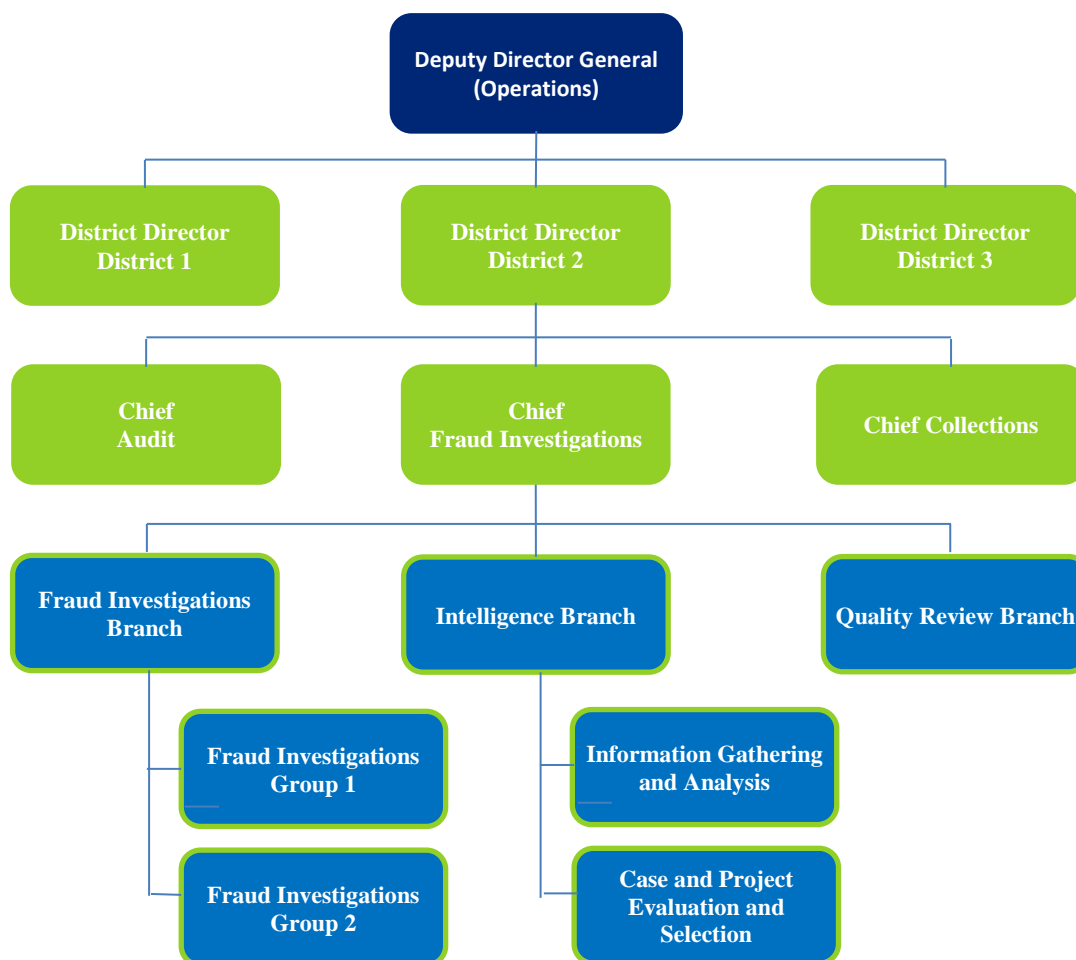 Deputy Director General
(Operations)
District Director
District 1
District Director
District 2
District Director
District 3
Chief
Audit
Chief
Fraud Investigations
Chief Collections
Fraud Investigations
Branch
Intelligence Branch
Quality Review Branch
Fraud Investigations
Group 1
Information Gathering
and Analysis
Fraud Investigations
Group 2
Case and Project
Evaluation and
Selection